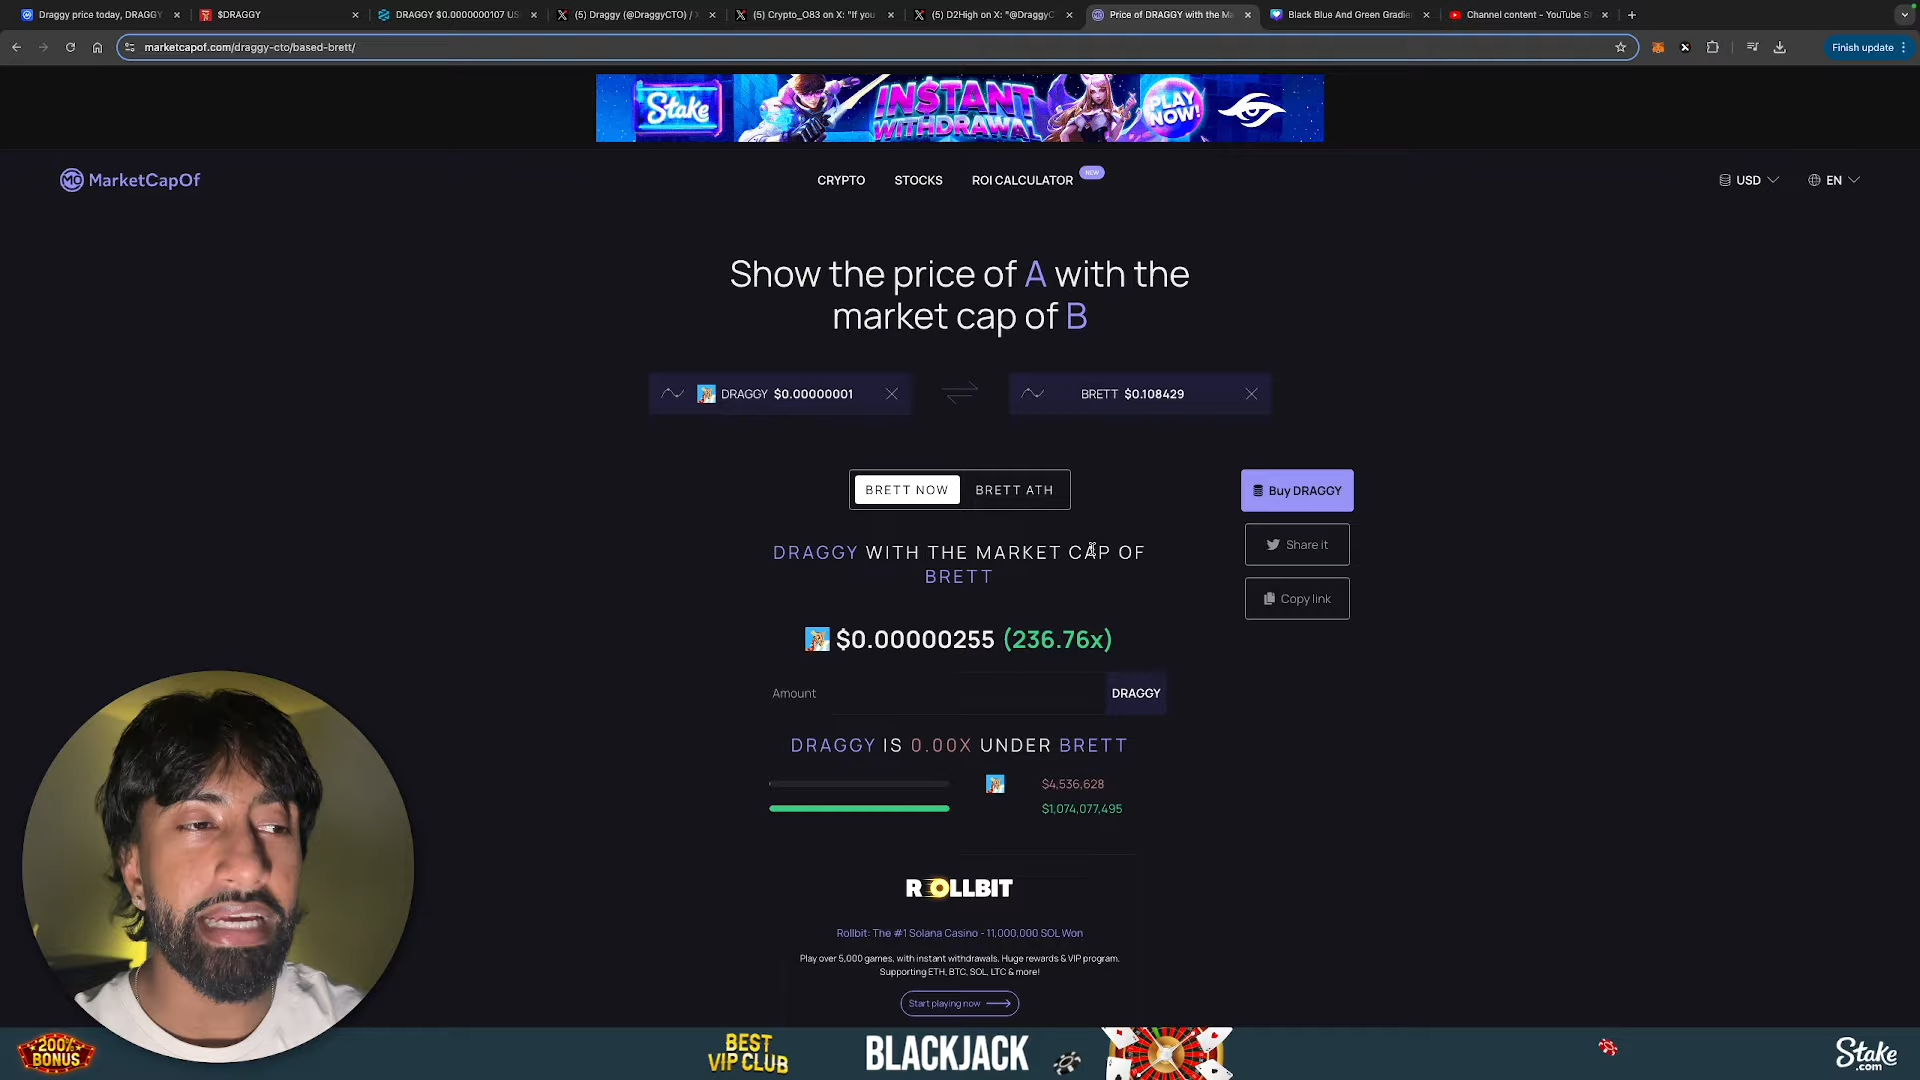 Draggy price today, DRAGGY
$DRAGGY
DRAGGY $0.0000000107 US
(5) Draggy (@DraggyCTO) / X
(5) Crypto_O83 on X: "If you
(5) D2High on X: "@DraggyC
Price of DRAGGY with the Ma
Black Blue And Green Gradie
Channel content - YouTube S
marketcapof.com/draggy-cto/based-brett/
Finish update
Stake
INSTANT
WITHDRAWAL
PLAY
NOW!
MarketCapOf
CRYPTO
STOCKS
ROI CALCULATOR
NEW
USD
EN
Show the price of A with the
market cap of B
DRAGGY $0.00000001
BRETT $0.108429
BRETT NOW
BRETT ATH
Buy DRAGGY
Share it
Copy link
DRAGGY WITH THE MARKET CAP OF
BRETT
$0.00000255 (236.76x)
Amount
DRAGGY
DRAGGY IS 0.00X UNDER BRETT
$4,536,628
$1,074,077,495
ROLLBIT
Rollbit: The #1 Solana Casino - 11,000,000 SOL Won
Play over 5,000 games, with instant withdrawals. Huge rewards & VIP program.
Supporting ETH, BTC, SOL, LTC & more!
Start playing now
200%
BONUS
BEST
VIP CLUB
BLACKJACK
Stake
.com